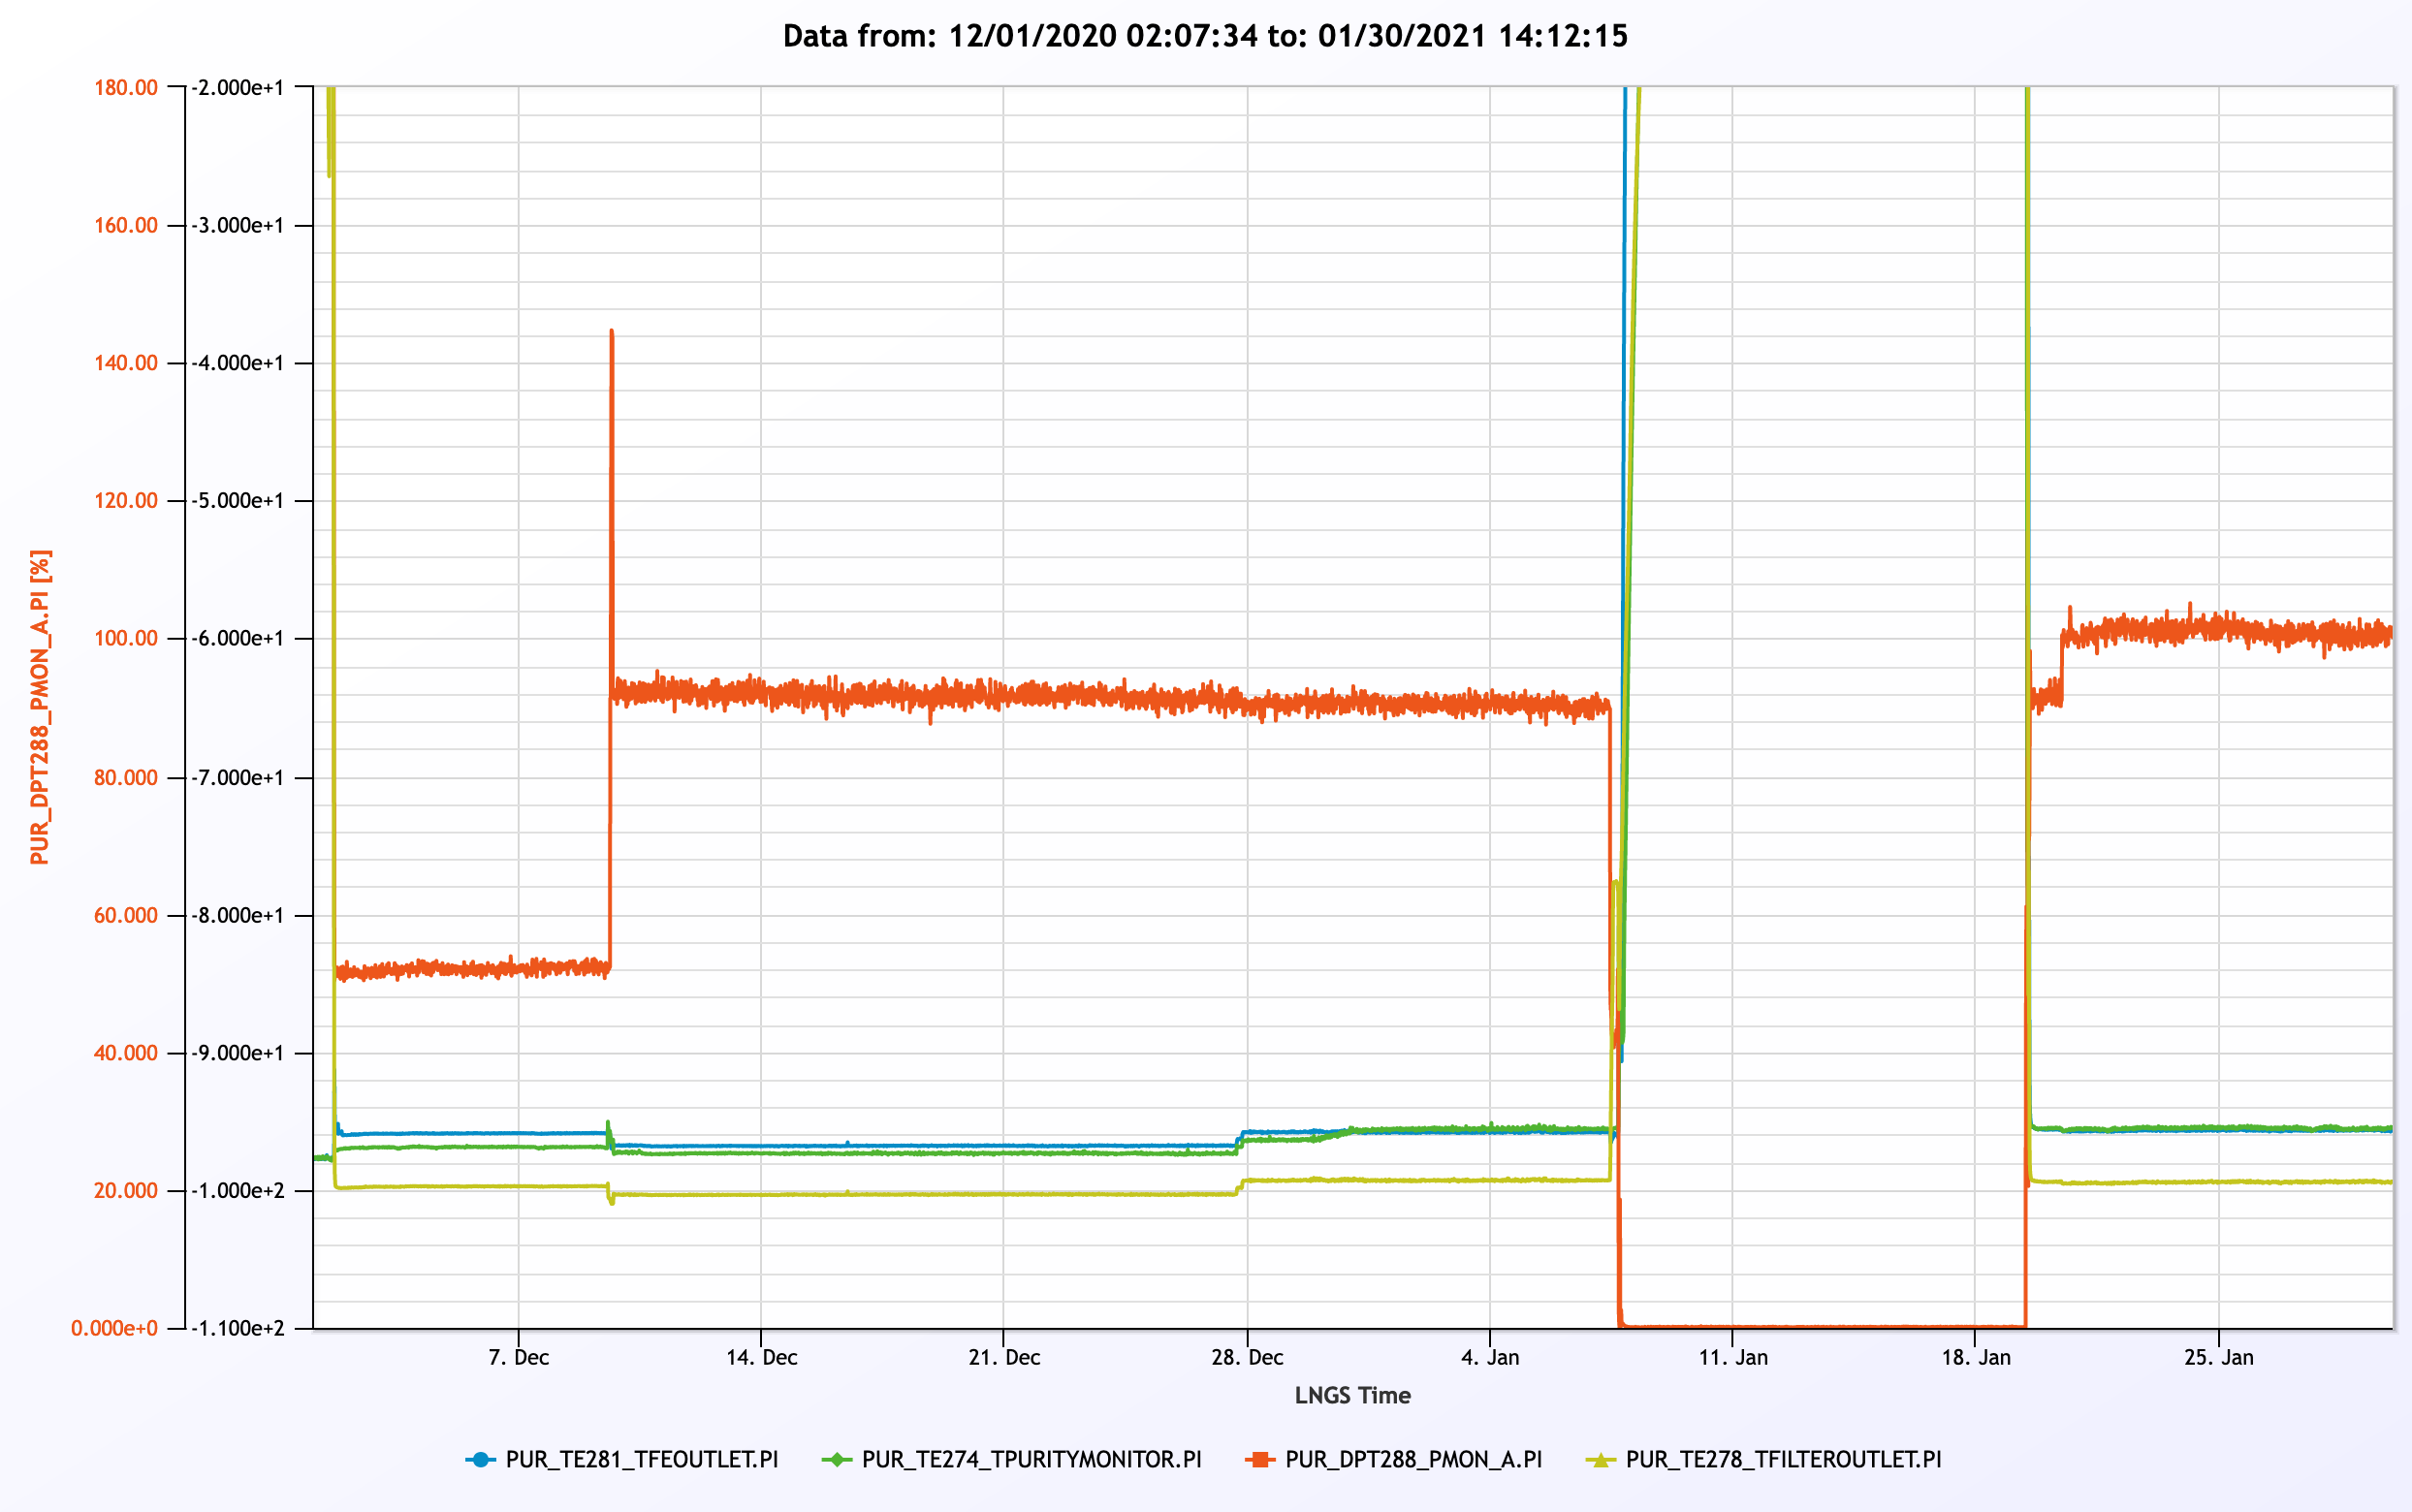 Data from: 12/01/2020 02:07:34 to: 01/30/2021 14:12:15
PUR_DPT288_PMON_A.PI [%]
180.00
160.00
140.00
120.00
100.00
80.000
60.000
40.000
20.000
0.000e+0
-2.000e+1
-3.000e+1
-4.000e+1
-5.000e+1
-6.000e+1
-7.000e+1
-8.000e+1
-9.000e+1
-1.000e+2
-1.100e+2
7. Dec 14. Dec 21. Dec 28. Dec 4. Jan 11. Jan 18. Jan 25. Jan
LNGS Time
PUR_TE281_TFEOUTLET.PI PUR_TE274_TPURITYMONITOR.PI PUR_DPT288_PMON_A.PI PUR_TE278_TFILTEROUTLET.PI